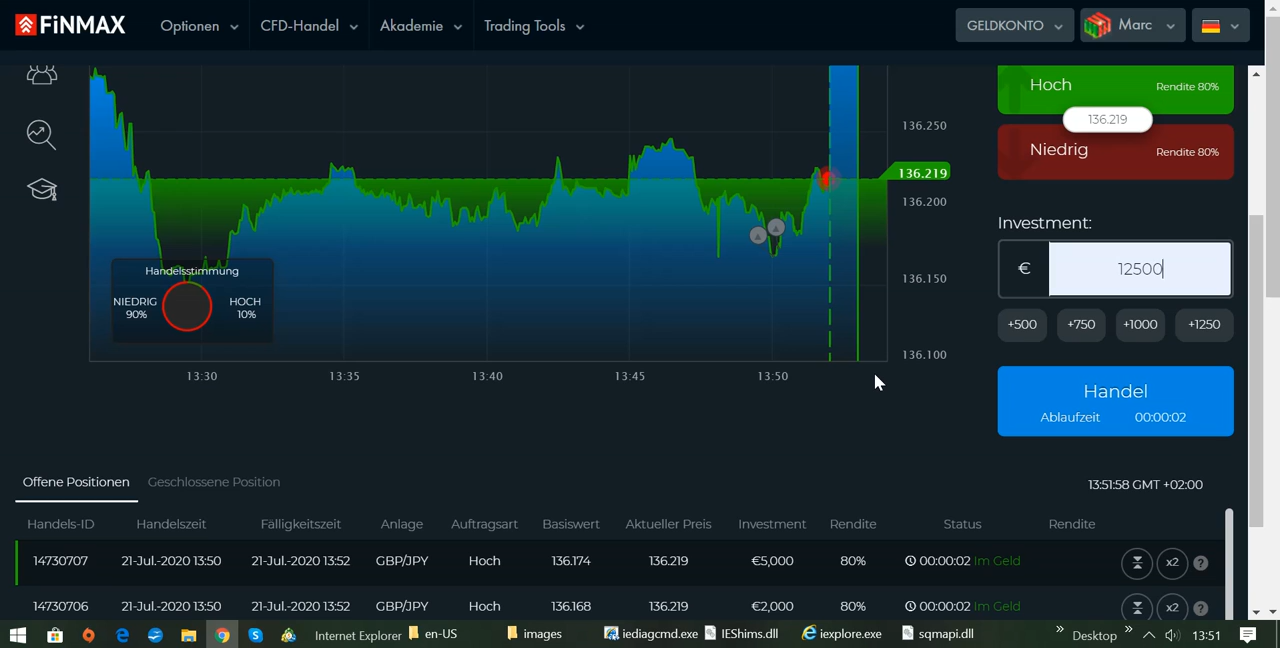 FiNMAX Optionen CFD-Handel Akademie Trading Tools GELDKONTO Marc
136.250
136.219
136.200
136.150
136.100
Handelsstimmung
NIEDRIG
90%
HOCH
10%
13:30 13:35 13:40 13:45 13:50
Hoch Rendite 80%
136.219
Niedrig Rendite 80%
Investment:
€ 12500
+500 +750 +1000 +1250
Handel
Ablaufzeit 00:00:02
Offene Positionen Geschlossene Position 13:51:58 GMT +02:00
Handels-ID Handelszeit Fälligkeitszeit Anlage Auftragsart Basiswert Aktueller Preis Investment Rendite Status Rendite
14730707 21-Jul.-2020 13:50 21-Jul.-2020 13:52 GBP/JPY Hoch 136.174 136.219 €5,000 80% 00:00:02 Im Geld x2 ?
14730706 21-Jul.-2020 13:50 21-Jul.-2020 13:52 GBP/JPY Hoch 136.168 136.219 €2,000 80% 00:00:02 Im Geld x2 ?
Internet Explorer en-US images iediagcmd.exe IEShims.dll iexplore.exe sqmapi.dll » Desktop » 13:51